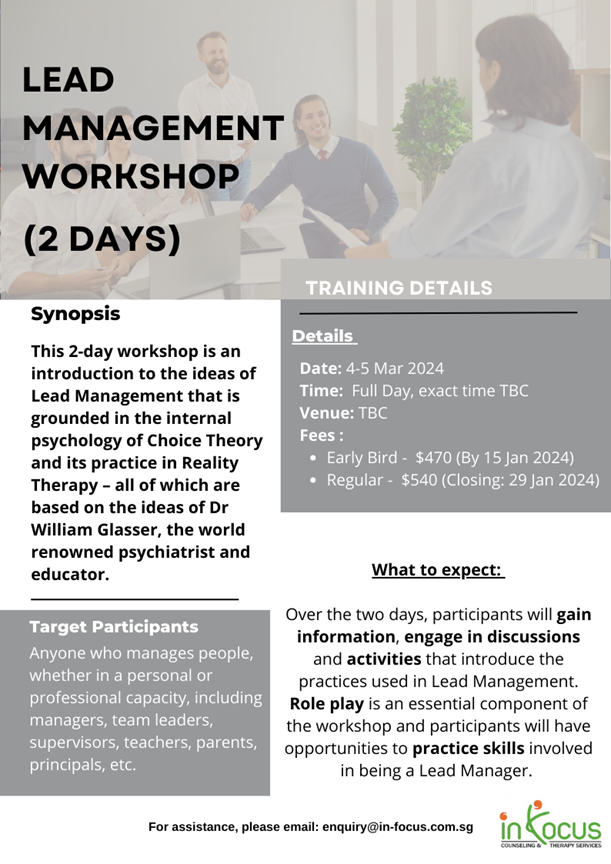 LEAD
MANAGEMENT
WORKSHOP
(2 DAYS)
TRAINING DETAILS
Synopsis
This 2-day workshop is an
introduction to the ideas of
Lead Management that is
grounded in the internal
psychology of Choice Theory
and its practice in Reality
Therapy – all of which are
based on the ideas of Dr
William Glasser, the world
renowned psychiatrist and
educator.
Details
Date: 4-5 Mar 2024
Time: Full Day, exact time TBC
Venue: TBC
Fees :
• Early Bird - $470 (By 15 Jan 2024)
• Regular - $540 (Closing: 29 Jan 2024)
Target Participants
Anyone who manages people,
whether in a personal or
professional capacity, including
managers, team leaders,
supervisors, teachers, parents,
principals, etc.
What to expect:
Over the two days, participants will gain
information, engage in discussions
and activities that introduce the
practices used in Lead Management.
Role play is an essential component of
the workshop and participants will have
opportunities to practice skills involved
in being a Lead Manager.
For assistance, please email: enquiry@in-focus.com.sg
inFocus
COUNSELING & THERAPY SERVICES